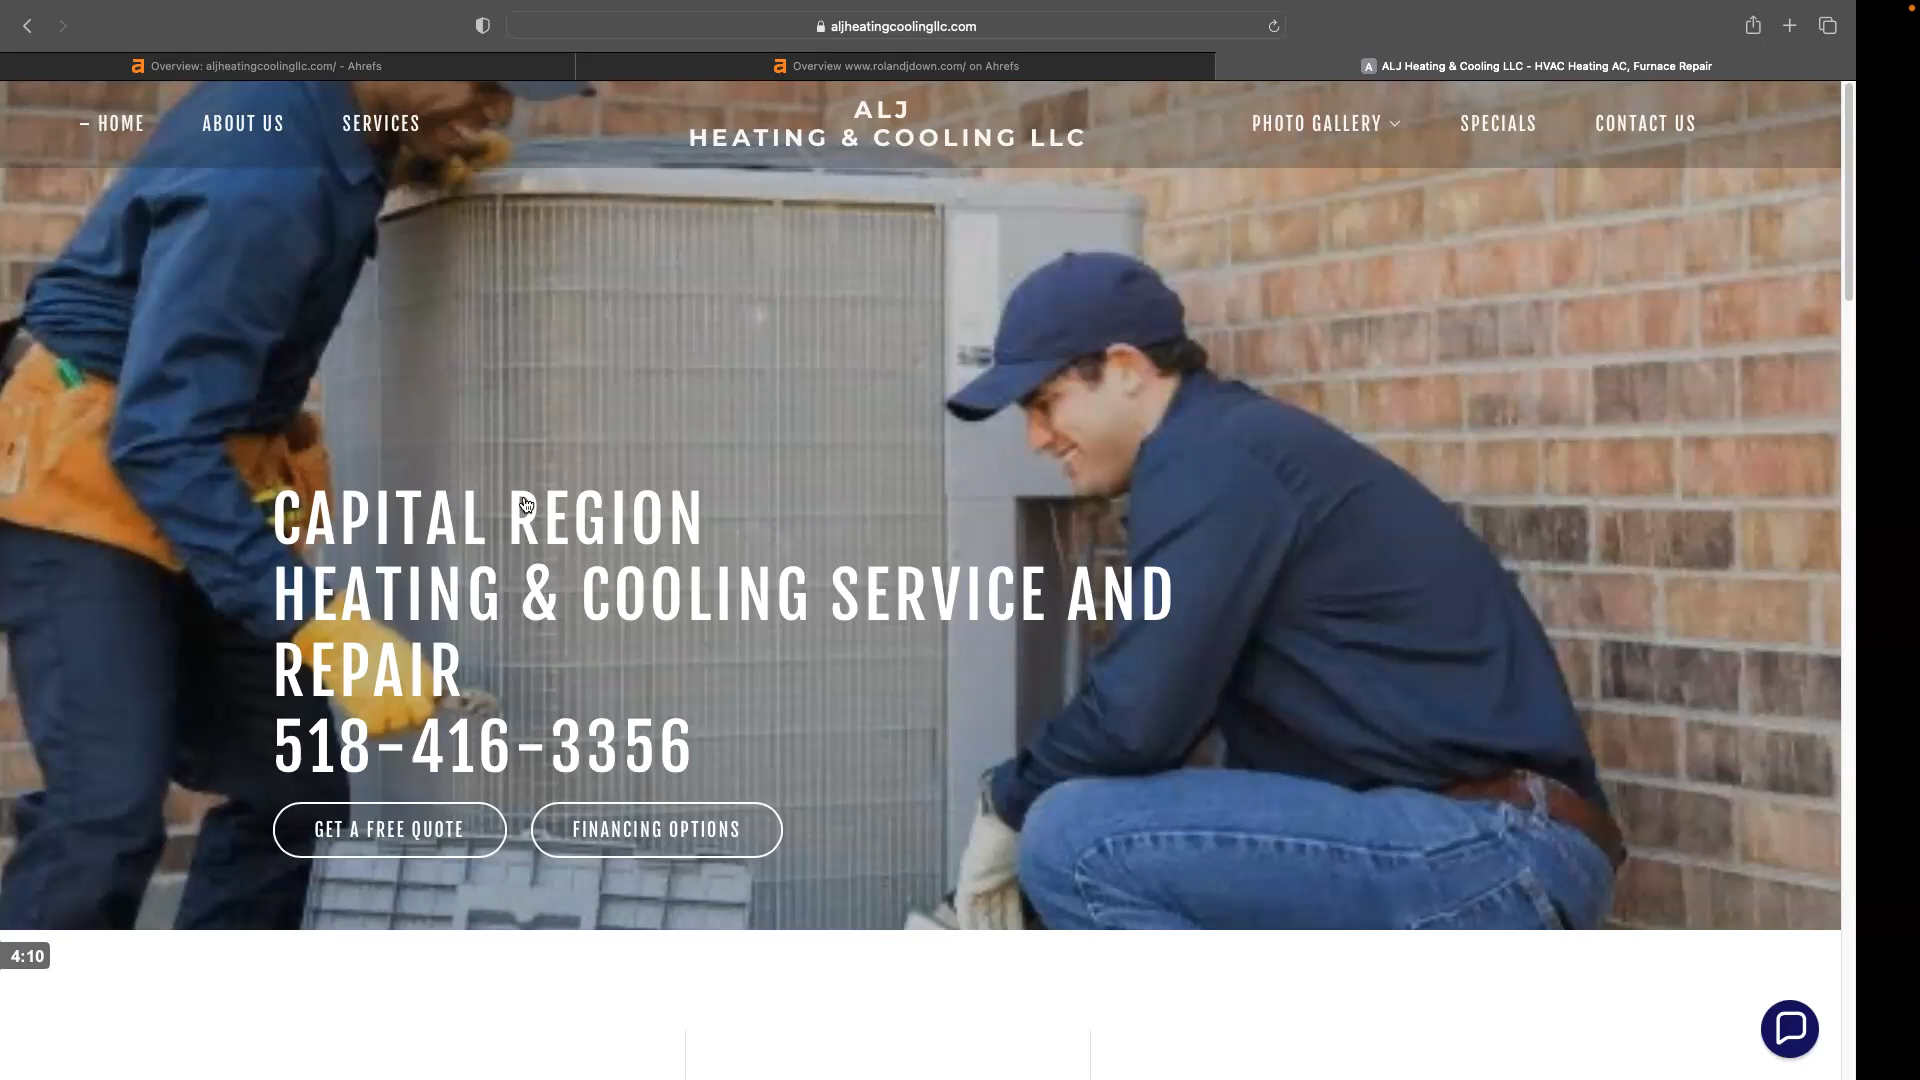 aljheatingcoolingllc.com
Overview: aljheatingcoolingllc.com/ - Ahrefs
Overview www.rolandjdown.com/ on Ahrefs
A ALJ Heating & Cooling LLC - HVAC Heating AC, Furnace Repair
– HOME
ABOUT US
SERVICES
ALJ
HEATING & COOLING LLC
PHOTO GALLERY
SPECIALS
CONTACT US
CAPITAL REGION
HEATING & COOLING SERVICE AND
REPAIR
518-416-3356
GET A FREE QUOTE
FINANCING OPTIONS
4:10